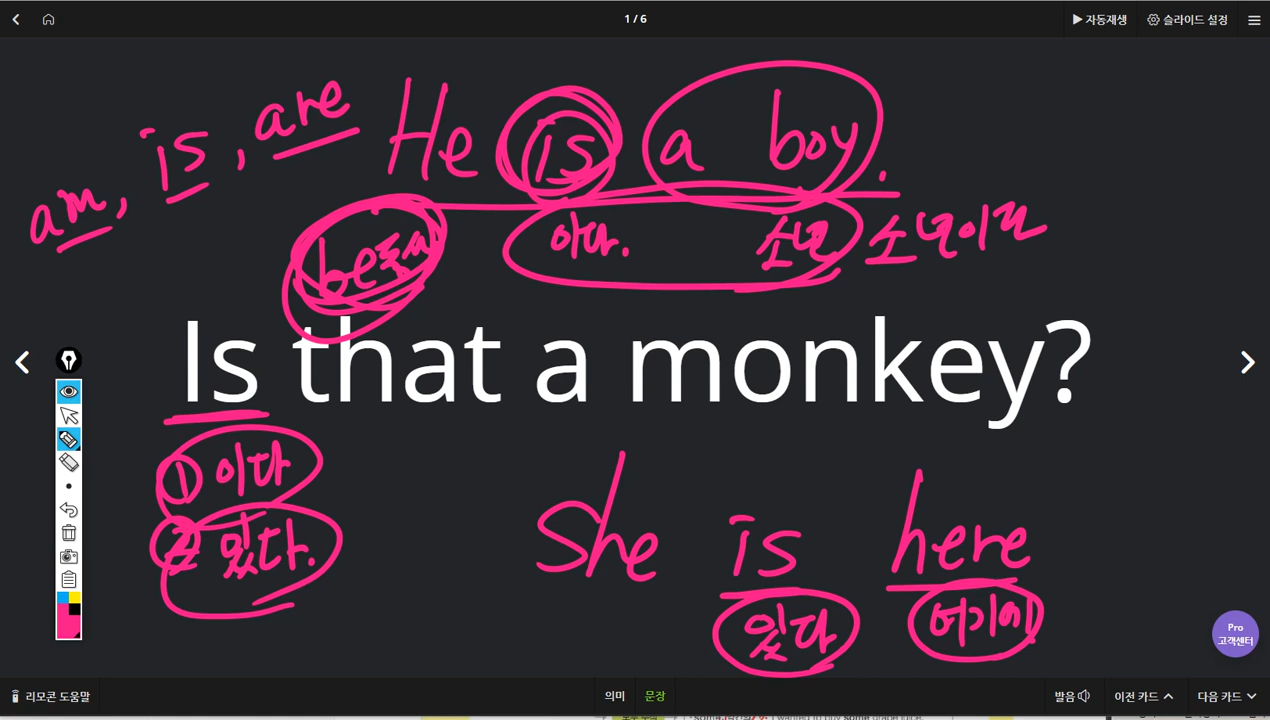 1 / 6
자동재생
슬라이드 설정
am, is, are He is a boy.
be동사 이다. 소년 소년이다
Is that a monkey?
① 이다
② 있다.
She is here
있다 여기에
Pro
고객센터
리모콘 도움말
의미
문장
발음
이전 카드
다음 카드